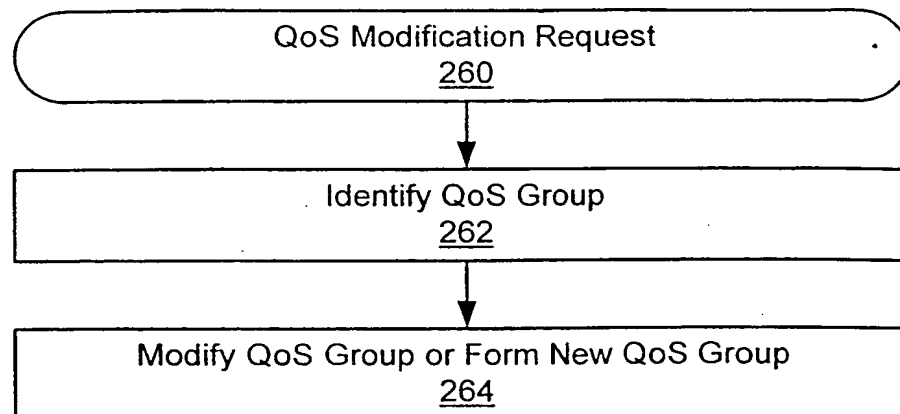 QoS Modification Request
260
Identify QoS Group
262
Modify QoS Group or Form New QoS Group
264